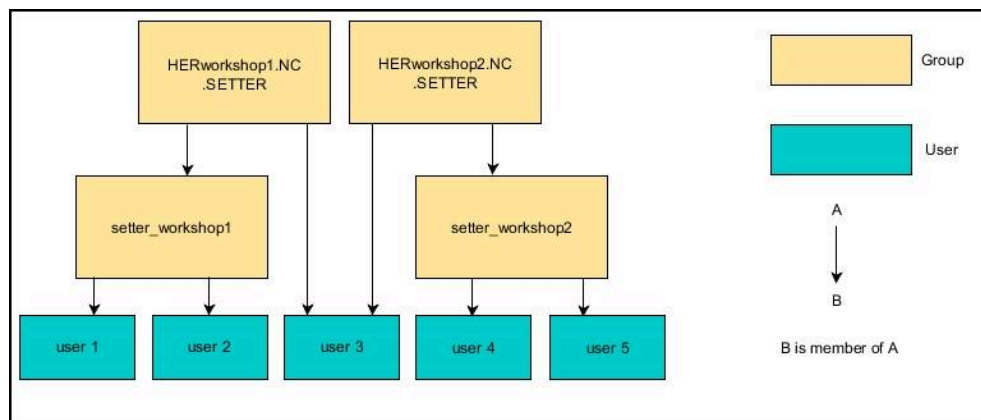 HERworkshop1.NC
.SETTER
HERworkshop2.NC
.SETTER
Group
User
setter_workshop1
setter_workshop2
A
B
user 1
user 2
user 3
user 4
user 5
B is member of A